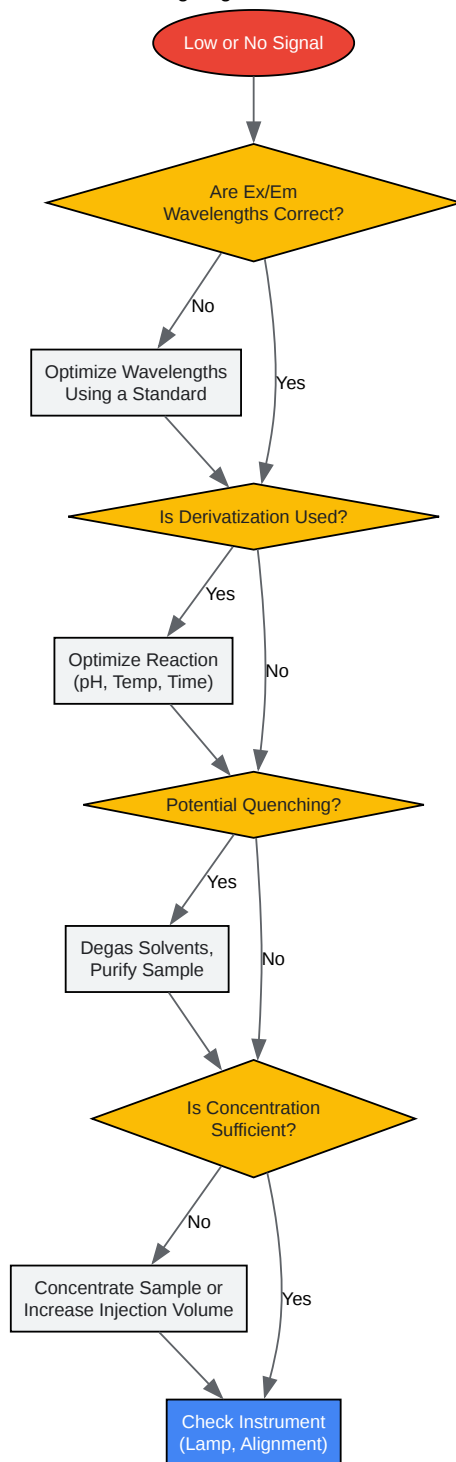 Low or No Signal
Are Ex/Em
Wavelengths Correct?
No
Optimize Wavelengths
Using a Standard
Yes
Is Derivatization Used?
Yes
Optimize Reaction
(pH, Temp, Time)
No
Potential Quenching?
Yes
Degas Solvents,
Purify Sample
No
Is Concentration
Sufficient?
No
Concentrate Sample or
Increase Injection Volume
Yes
Check Instrument
(Lamp, Alignment)